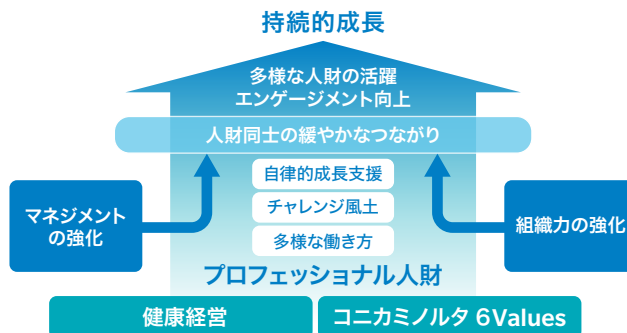 持続的成長
多様な人財の活躍
エンゲージメント向上
人財同士の緩やかなつながり
自律的成長支援
チャレンジ風土
多様な働き方
マネジメント
の強化
組織力の強化
プロフェッショナル人財
健康経営
コニカミノルタ 6Values